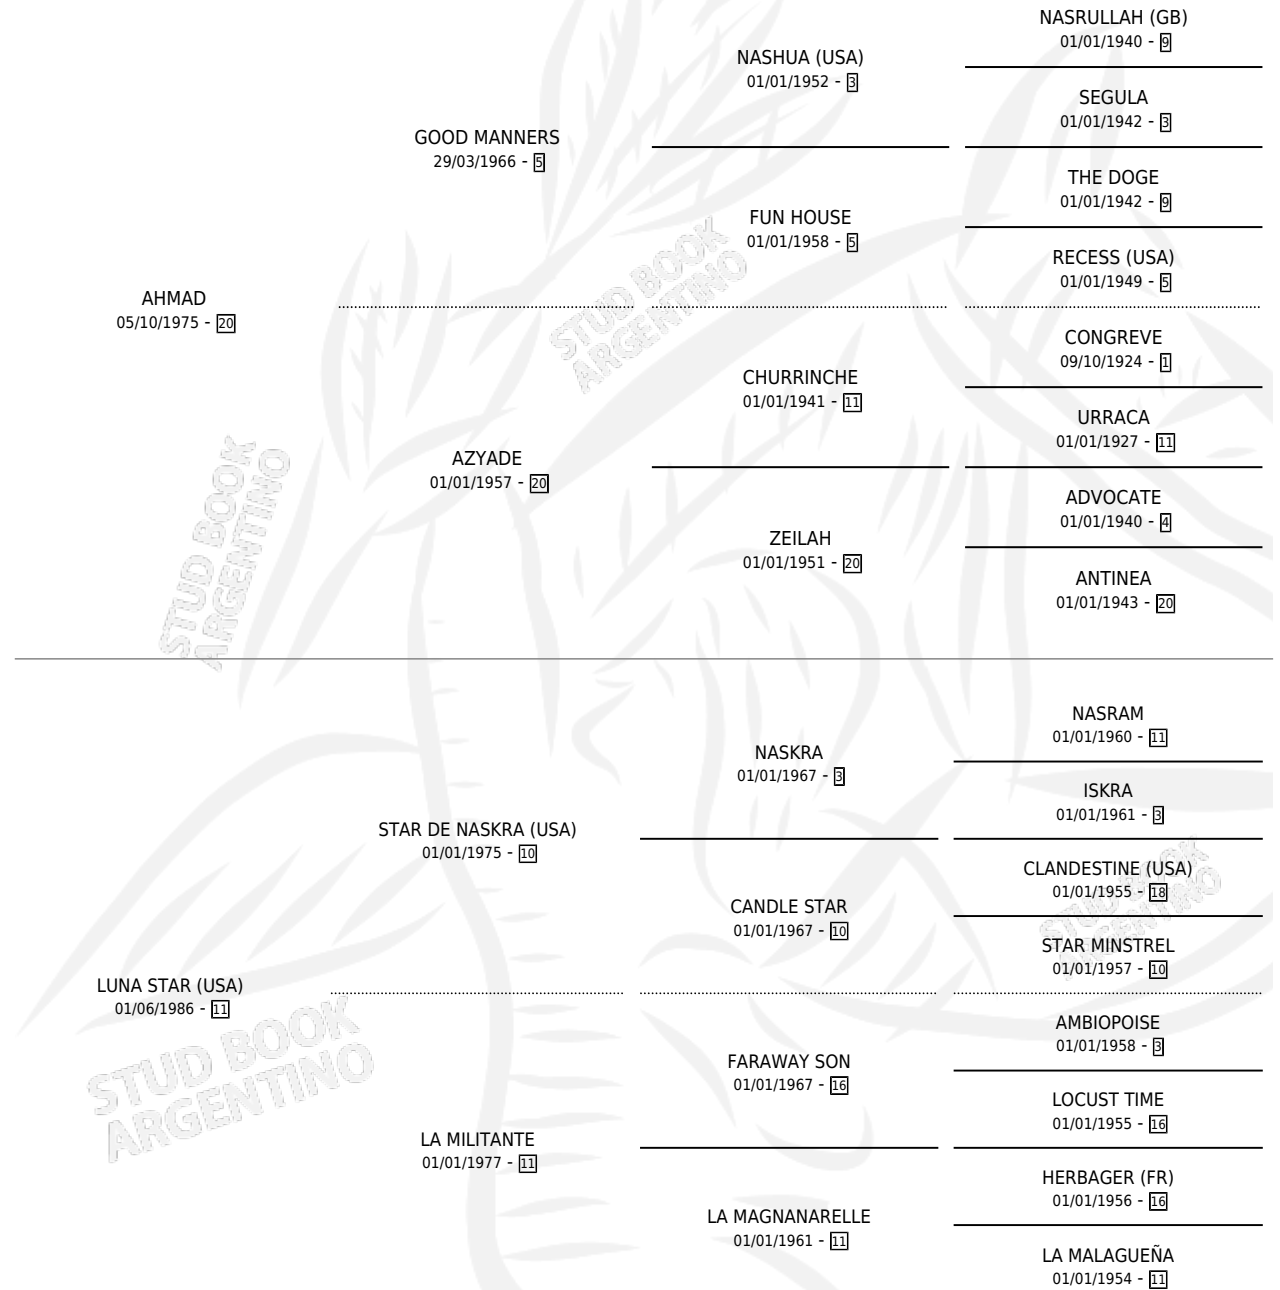 NASRULLAH (GB)
01/01/1940 - 9
NASHUA (USA)
01/01/1952 - 3
SEGULA
01/01/1942 - 3
GOOD MANNERS
29/03/1966 - 5
THE DOGE
01/01/1942 - 9
FUN HOUSE
01/01/1958 - 5
RECESS (USA)
01/01/1949 - 5
AHMAD
05/10/1975 - 20
CONGREVE
09/10/1924 - 1
CHURRINCHE
01/01/1941 - 11
URRACA
01/01/1927 - 11
AZYADE
01/01/1957 - 20
ADVOCATE
01/01/1940 - 4
ZEILAH
01/01/1951 - 20
ANTINEA
01/01/1943 - 20
NASRAM
01/01/1960 - 11
NASKRA
01/01/1967 - 3
ISKRA
01/01/1961 - 3
STAR DE NASKRA (USA)
01/01/1975 - 10
CLANDESTINE (USA)
01/01/1955 - 18
CANDLE STAR
01/01/1967 - 10
STAR MINSTREL
01/01/1957 - 10
LUNA STAR (USA)
01/06/1986 - 11
AMBIOPOISE
01/01/1958 - 3
FARAWAY SON
01/01/1967 - 16
LOCUST TIME
01/01/1955 - 16
LA MILITANTE
01/01/1977 - 11
HERBAGER (FR)
01/01/1956 - 16
LA MAGNANARELLE
01/01/1961 - 11
LA MALAGUEÑA
01/01/1954 - 11
STUD BOOK
ARGENTINO
STUD BOOK
ARGENTINO
STUD BOOK
ARGENTINO
STUD BOOK
ARGENTINO